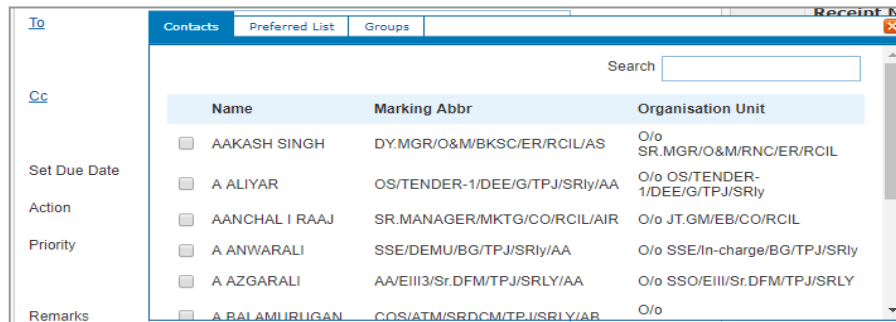 Receipt N
To
Contacts Preferred List Groups
Search
Cc
Name Marking Abbr Organisation Unit
AAKASH SINGH DY.MGR/O&M/BKSC/ER/RCIL/AS O/o
SR.MGR/O&M/RNC/ER/RCIL
Set Due Date
A ALIYAR OS/TENDER-1/DEE/G/TPJ/SRly/AA O/o OS/TENDER-
1/DEE/G/TPJ/SRly
Action
AANCHAL I RAAJ SR.MANAGER/MKTG/CO/RCIL/AIR O/o JT.GM/EB/CO/RCIL
Priority
A ANWARALI SSE/DEMU/BG/TPJ/SRly/AA O/o SSE/In-charge/BG/TPJ/SRly
A AZGARALI AA/EIII3/Sr.DFM/TPJ/SRLY/AA O/o SSO/EIII/Sr.DFM/TPJ/SRLY
Remarks
A BALAMURUGAN COS/ATM/SRDCM/TPJ/SRLY/AB O/o